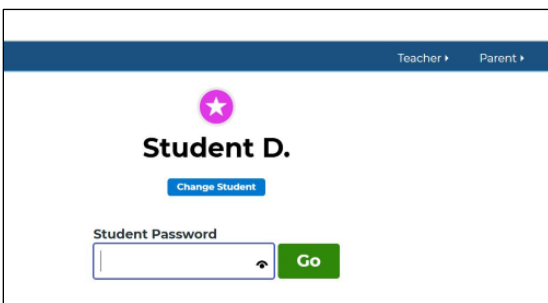 Teacher Parent
Student D.
Change Student
Student Password
Go